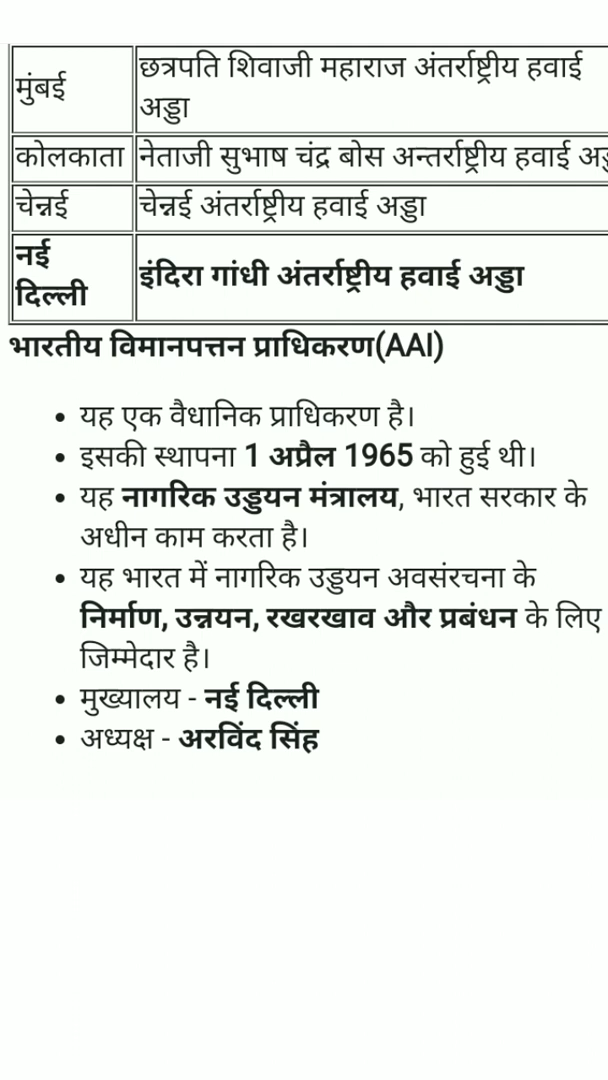 मुंबई
छत्रपति शिवाजी महाराज अंतर्राष्ट्रीय हवाई
अड्डा
कोलकाता
नेताजी सुभाष चंद्र बोस अन्तर्राष्ट्रीय हवाई
चेन्नई
चेन्नई अंतर्राष्ट्रीय हवाई अड्डा
नई
दिल्ली
इंदिरा गांधी अंतर्राष्ट्रीय हवाई अड्डा
भारतीय विमानपत्तन प्राधिकरण(AAI)
• यह एक वैधानिक प्राधिकरण है।
• इसकी स्थापना 1 अप्रैल 1965 को हुई थी।
• यह नागरिक उड्डयन मंत्रालय, भारत सरकार के
अधीन काम करता है।
• यह भारत में नागरिक उड्डयन अवसंरचना के
निर्माण, उन्नयन, रखरखाव और प्रबंधन के लिए
जिम्मेदार है।
• मुख्यालय - नई दिल्ली
• अध्यक्ष - अरविंद सिंह